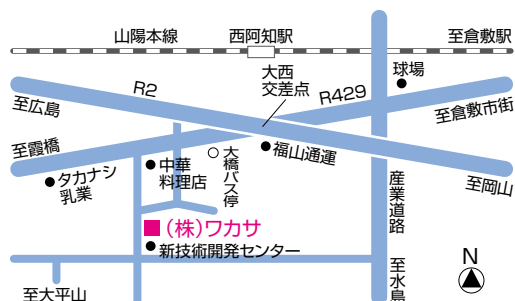 山陽本線
西阿知駅
至倉敷駅
大西
交差点
球場
R2
R429
至広島
至倉敷市街
至霞橋
大橋バス停
福山通運
中華
料理店
タカナシ
乳業
産業道路
至岡山
(株)ワカサ
新技術開発センター
N
至水島
至大平山